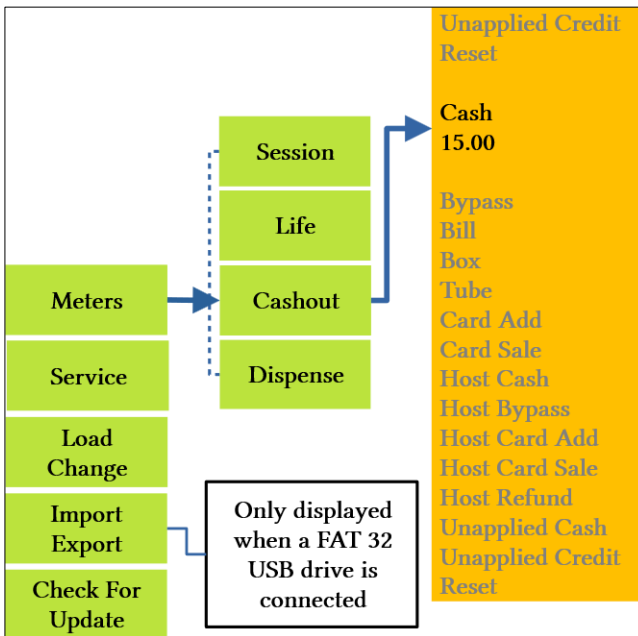 Meters
Service
Load
Change
Import
Export
Check For
Update
Session
Life
Cashout
Dispense
Only displayed
when a FAT 32
USB drive is
connected
Unapplied Credit
Reset
Cash
15.00
Bypass
Bill
Box
Tube
Card Add
Card Sale
Host Cash
Host Bypass
Host Card Add
Host Card Sale
Host Refund
Unapplied Cash
Unapplied Credit
Reset